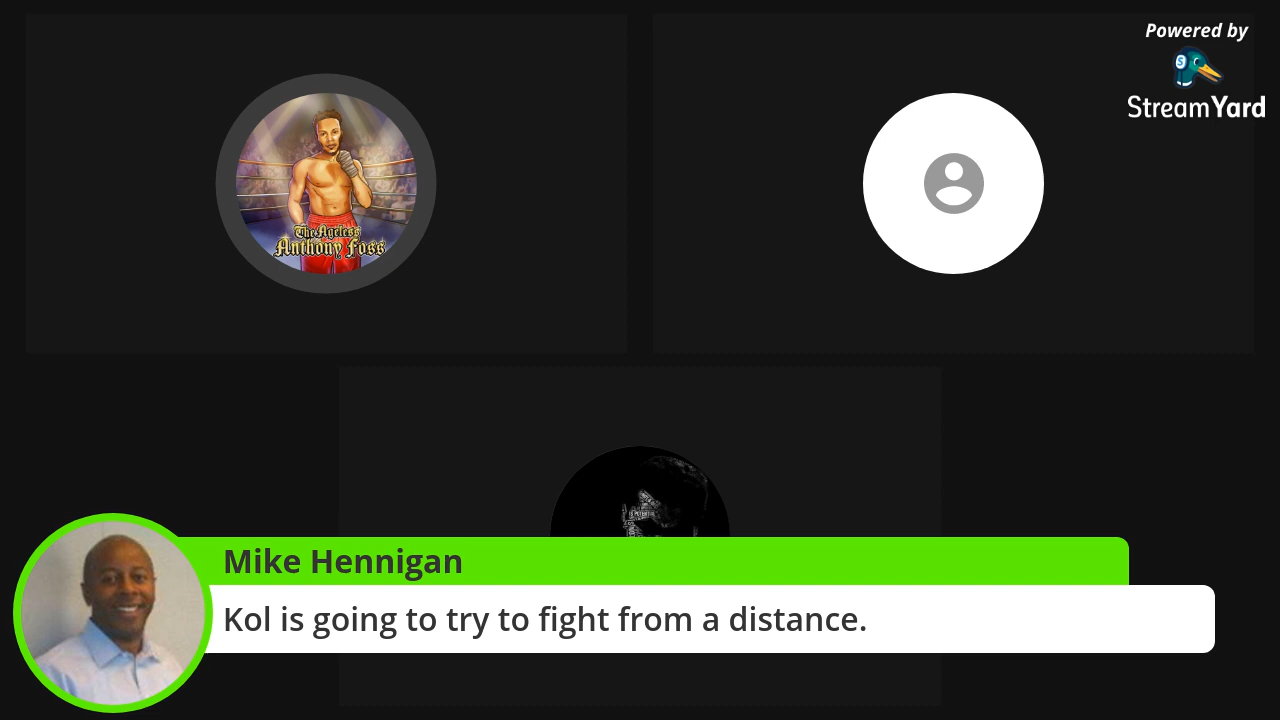 Powered by
S
StreamYard
The Ageless
Anthony Foss
Mike Hennigan
Kol is going to try to fight from a distance.